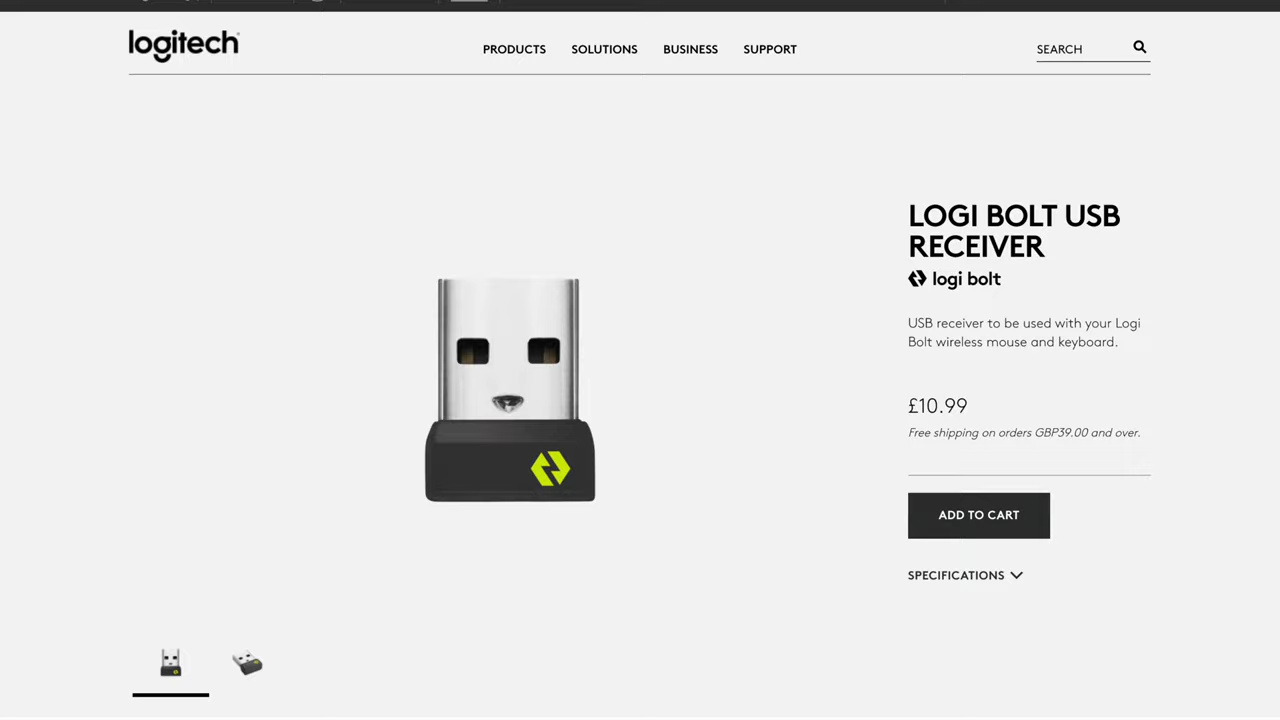 logitech
PRODUCTS SOLUTIONS BUSINESS SUPPORT
SEARCH
LOGI BOLT USB
RECEIVER
logi bolt
USB receiver to be used with your Logi
Bolt wireless mouse and keyboard.
£10.99
Free shipping on orders GBP39.00 and over.
ADD TO CART
SPECIFICATIONS